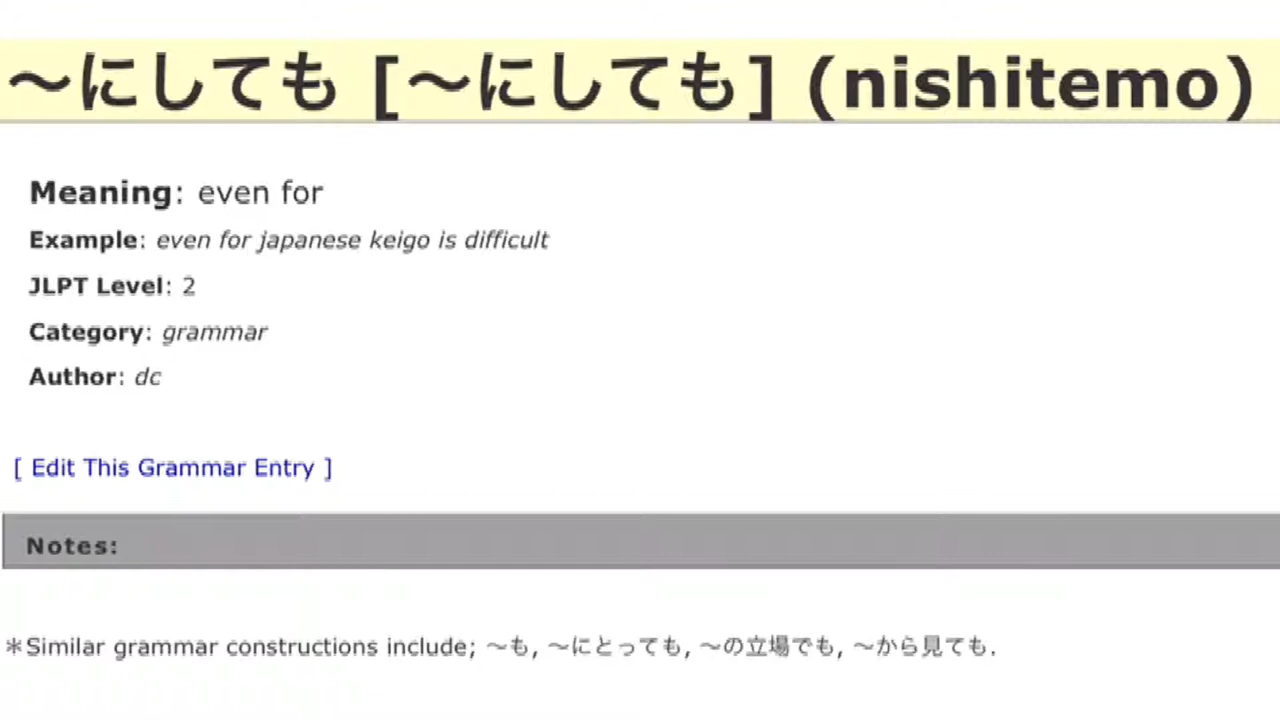 ～にしても [～にしても] (nishitemo)
Meaning: even for
Example: even for japanese keigo is difficult
JLPT Level: 2
Category: grammar
Author: dc
[ Edit This Grammar Entry ]
Notes:
＊Similar grammar constructions include; ～も, ～にとっても, ～の立場でも, ～から見ても.